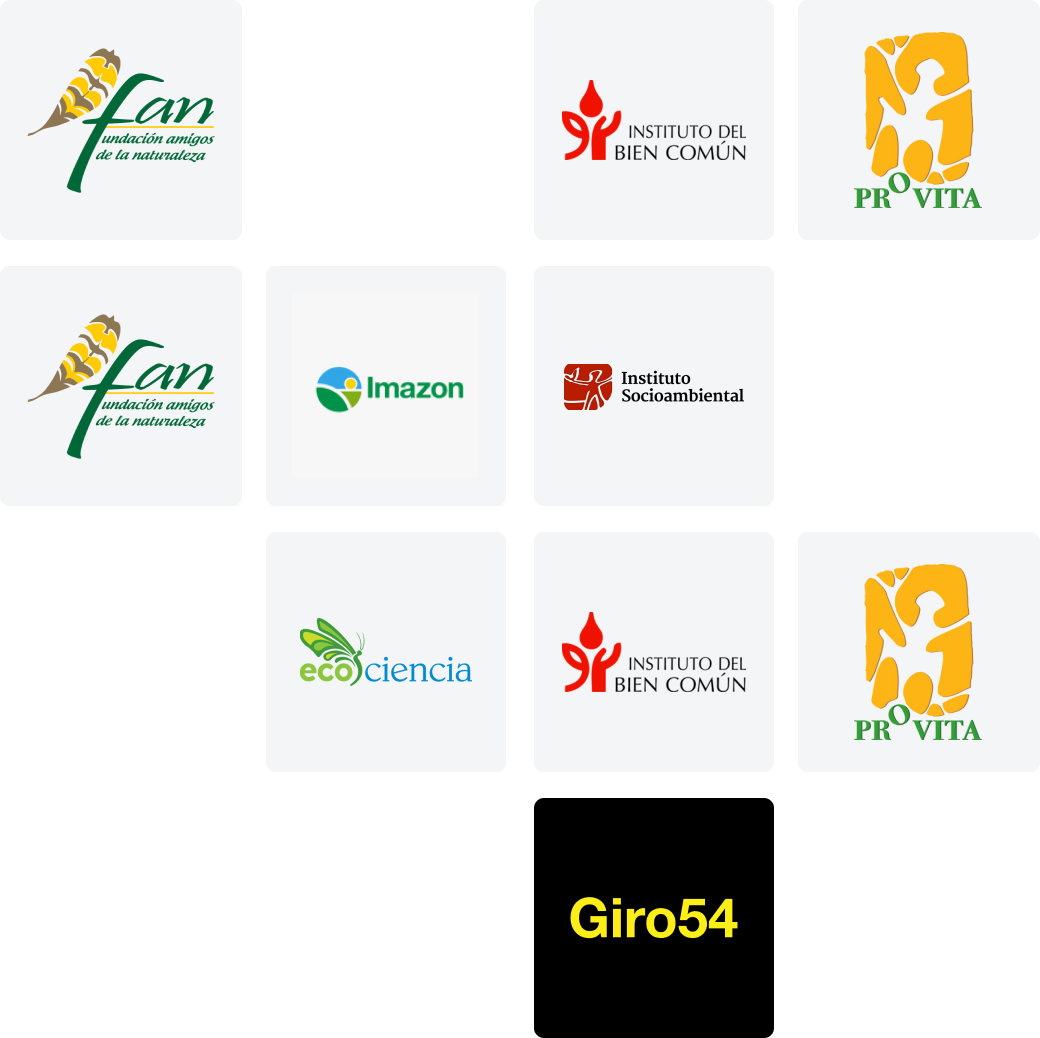 fan
fundación amigos
de la naturaleza
INSTITUTO DEL
BIEN COMÚN
PROVITA
fan
fundación amigos
de la naturaleza
Imazon
Instituto
Socioambiental
ecociencia
INSTITUTO DEL
BIEN COMÚN
PROVITA
Giro54